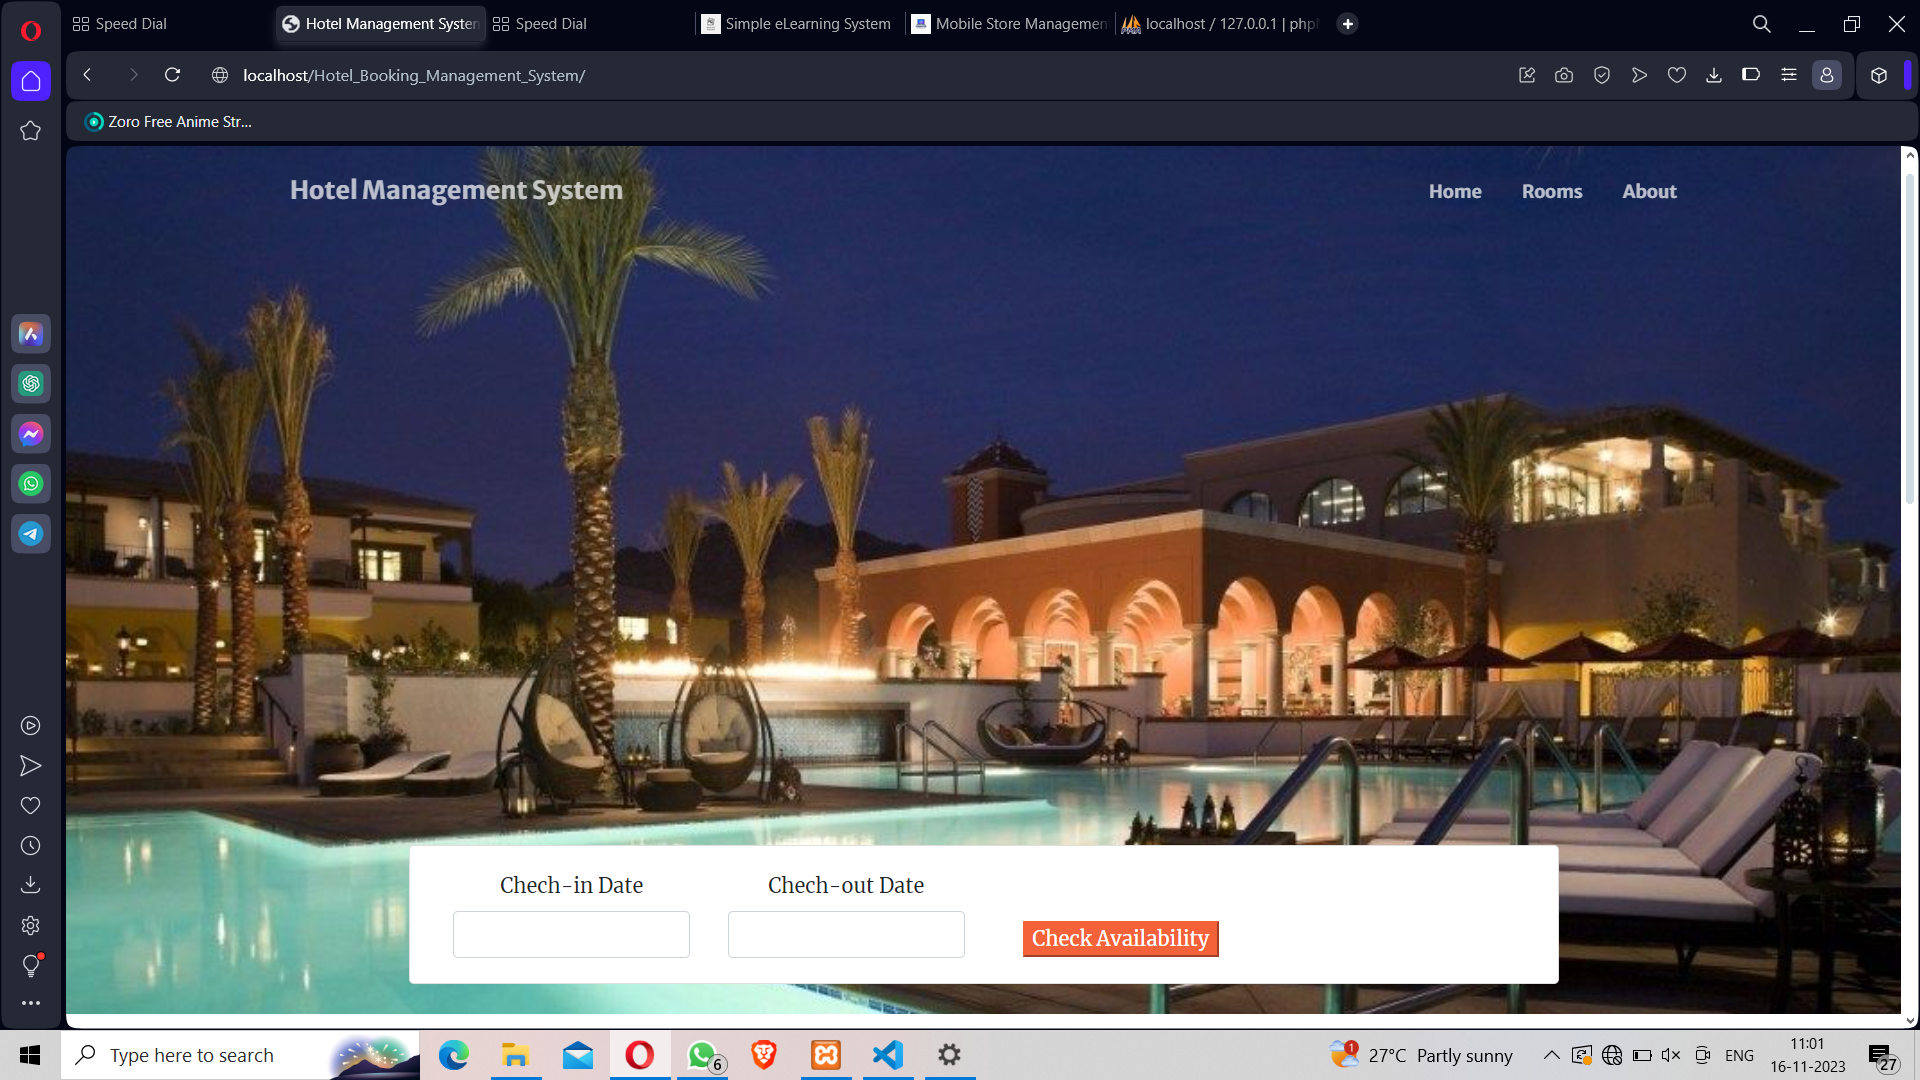 Speed Dial
Hotel Management System
Speed Dial
Simple eLearning System
Mobile Store Managemen
localhost / 127.0.0.1 | php
localhost/Hotel_Booking_Management_System/
Zoro Free Anime Str...
Hotel Management System
Home
Rooms
About
Chech-in Date
Chech-out Date
Check Availability
Type here to search
6
1
27°C Partly sunny
ENG
11:01
16-11-2023
27